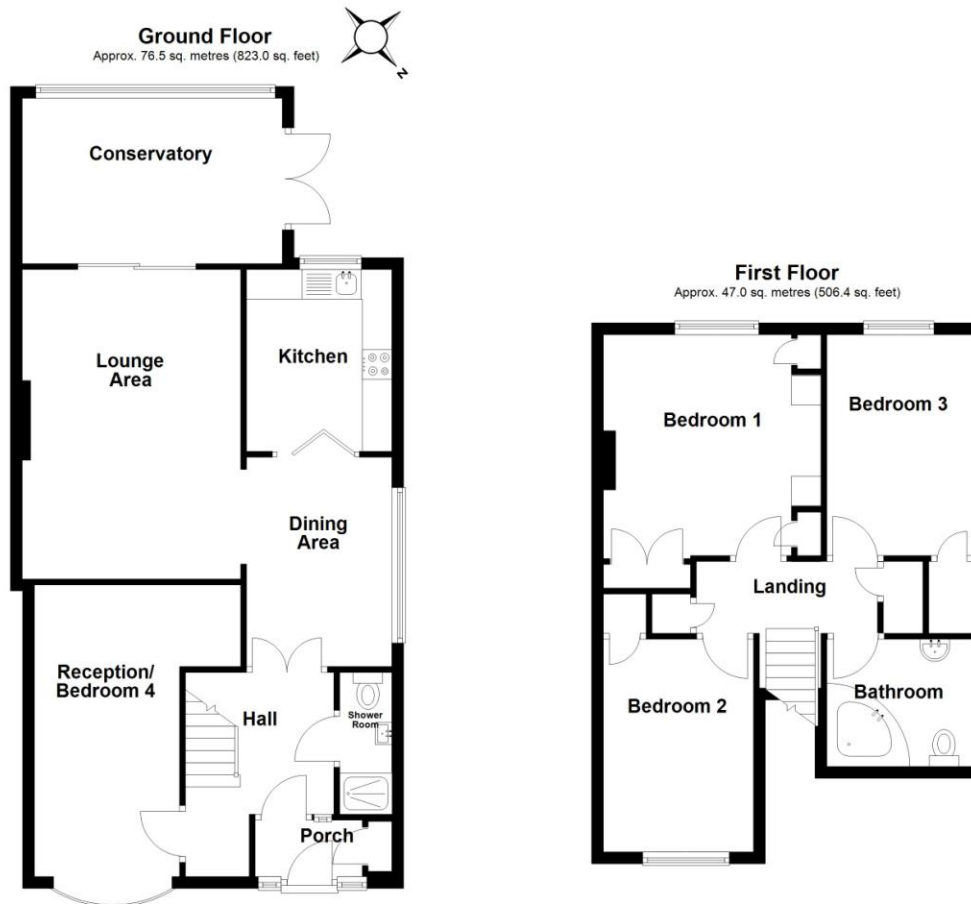 Ground Floor
Approx. 76.5 sq. metres (823.0 sq. feet)
N
Conservatory
Lounge
Area
Kitchen
Dining
Area
Reception/
Bedroom 4
Hall
Shower
Room
Porch
First Floor
Approx. 47.0 sq. metres (506.4 sq. feet)
Bedroom 1
Bedroom 3
Landing
Bedroom 2
Bathroom